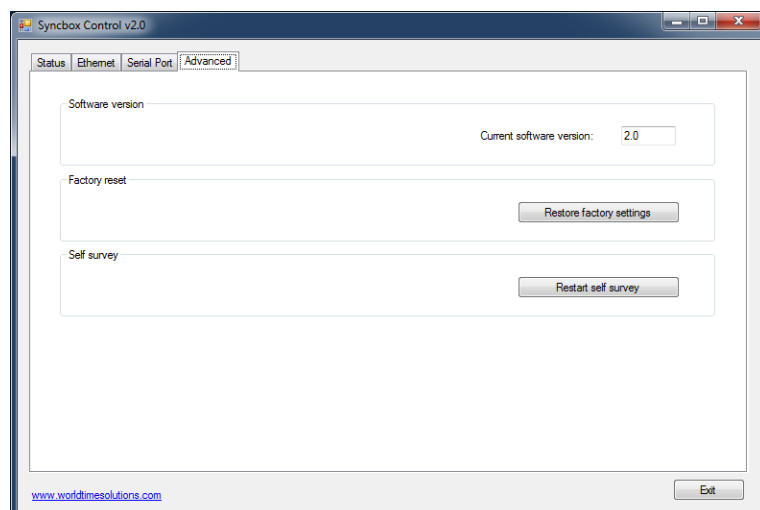 Syncbox Control v2.0
Status Ethernet Serial Port Advanced
Software version
Current software version: 2.0
Factory reset
Restore factory settings
Self survey
Restart self survey
www.worldtimesolutions.com
Exit